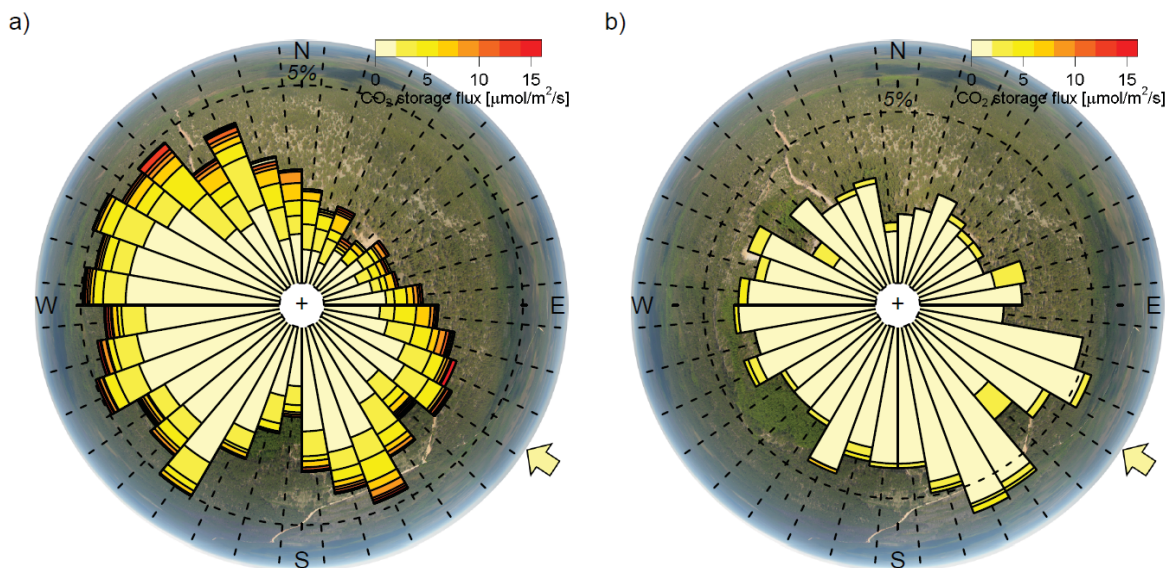 a)
N
5%
0 5 10 15
CO₂ storage flux [μmol/m²/s]
W
+
E
S
b)
N
5%
0 5 10 15
CO₂ storage flux [μmol/m²/s]
W
+
E
S